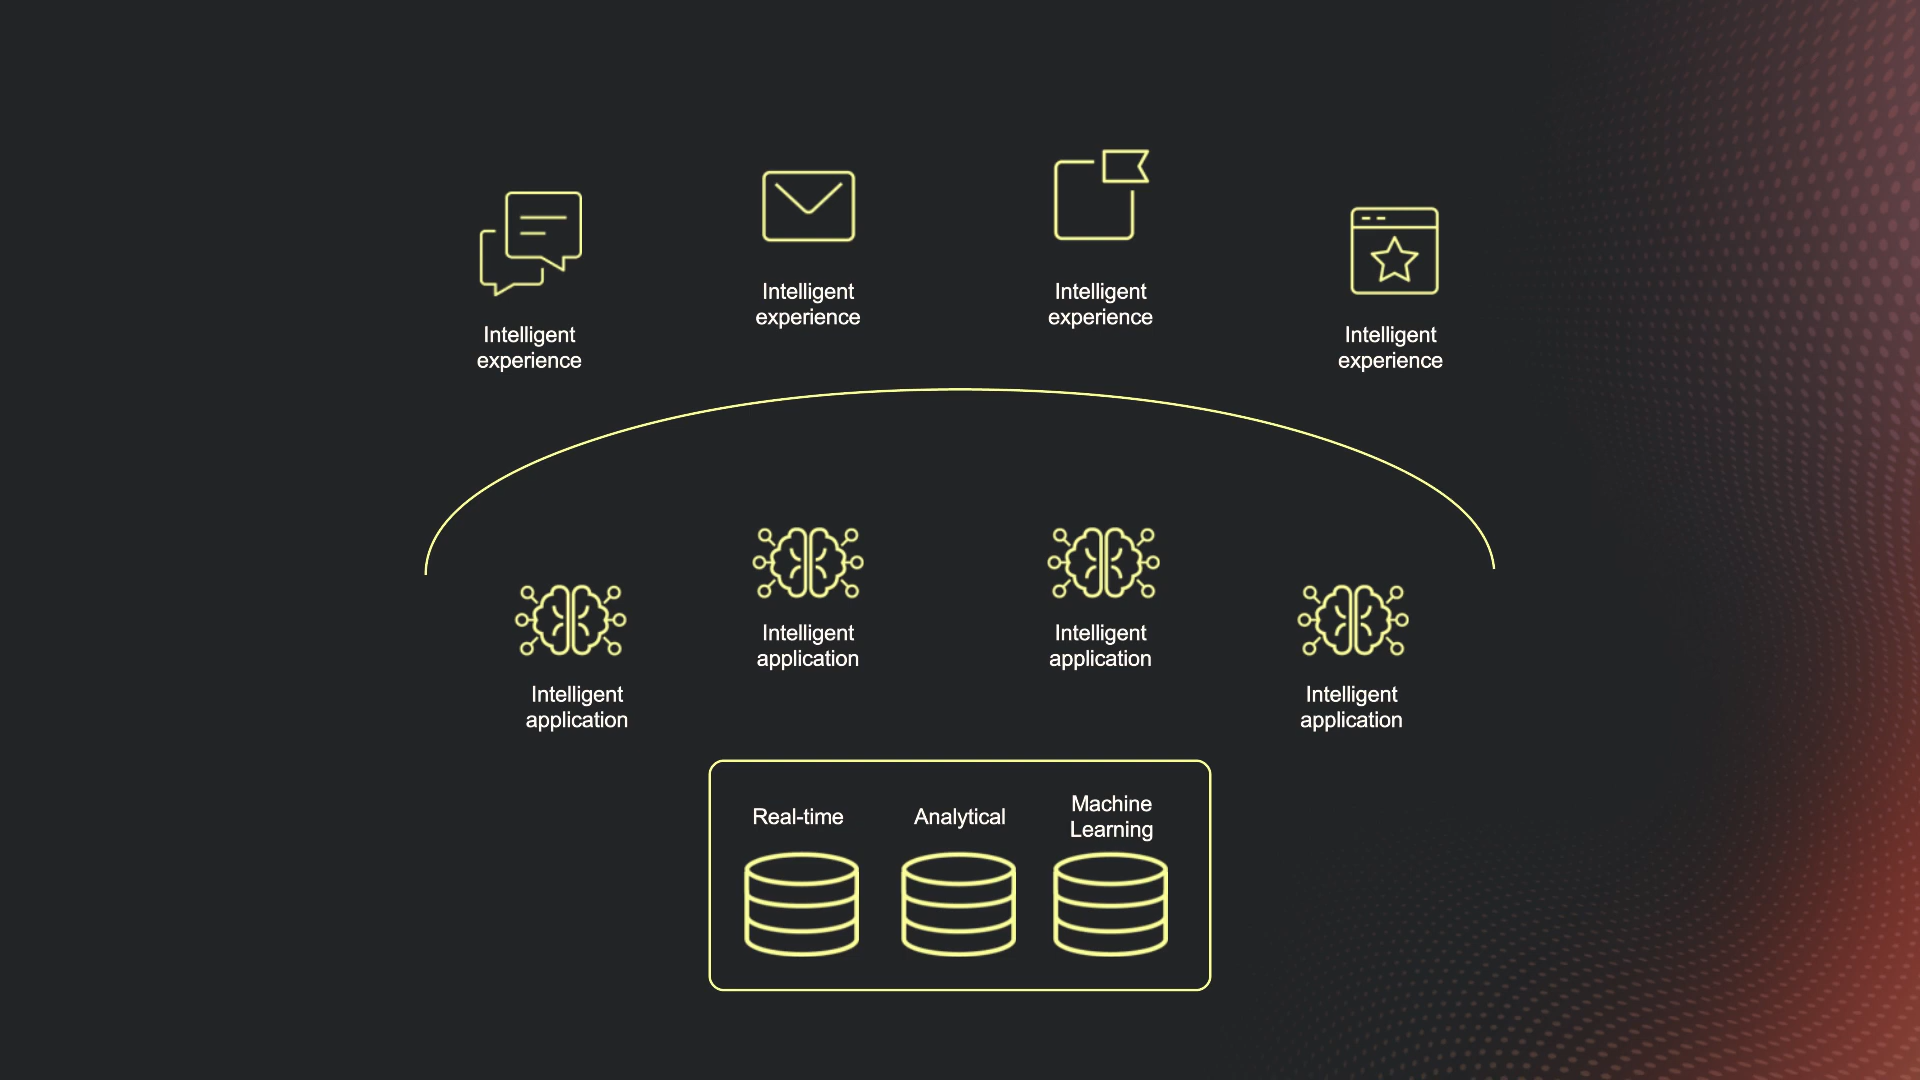 Intelligent
experience
Intelligent
experience
Intelligent
experience
Intelligent
experience
Intelligent
application
Intelligent
application
Intelligent
application
Intelligent
application
Real-time
Analytical
Machine
Learning